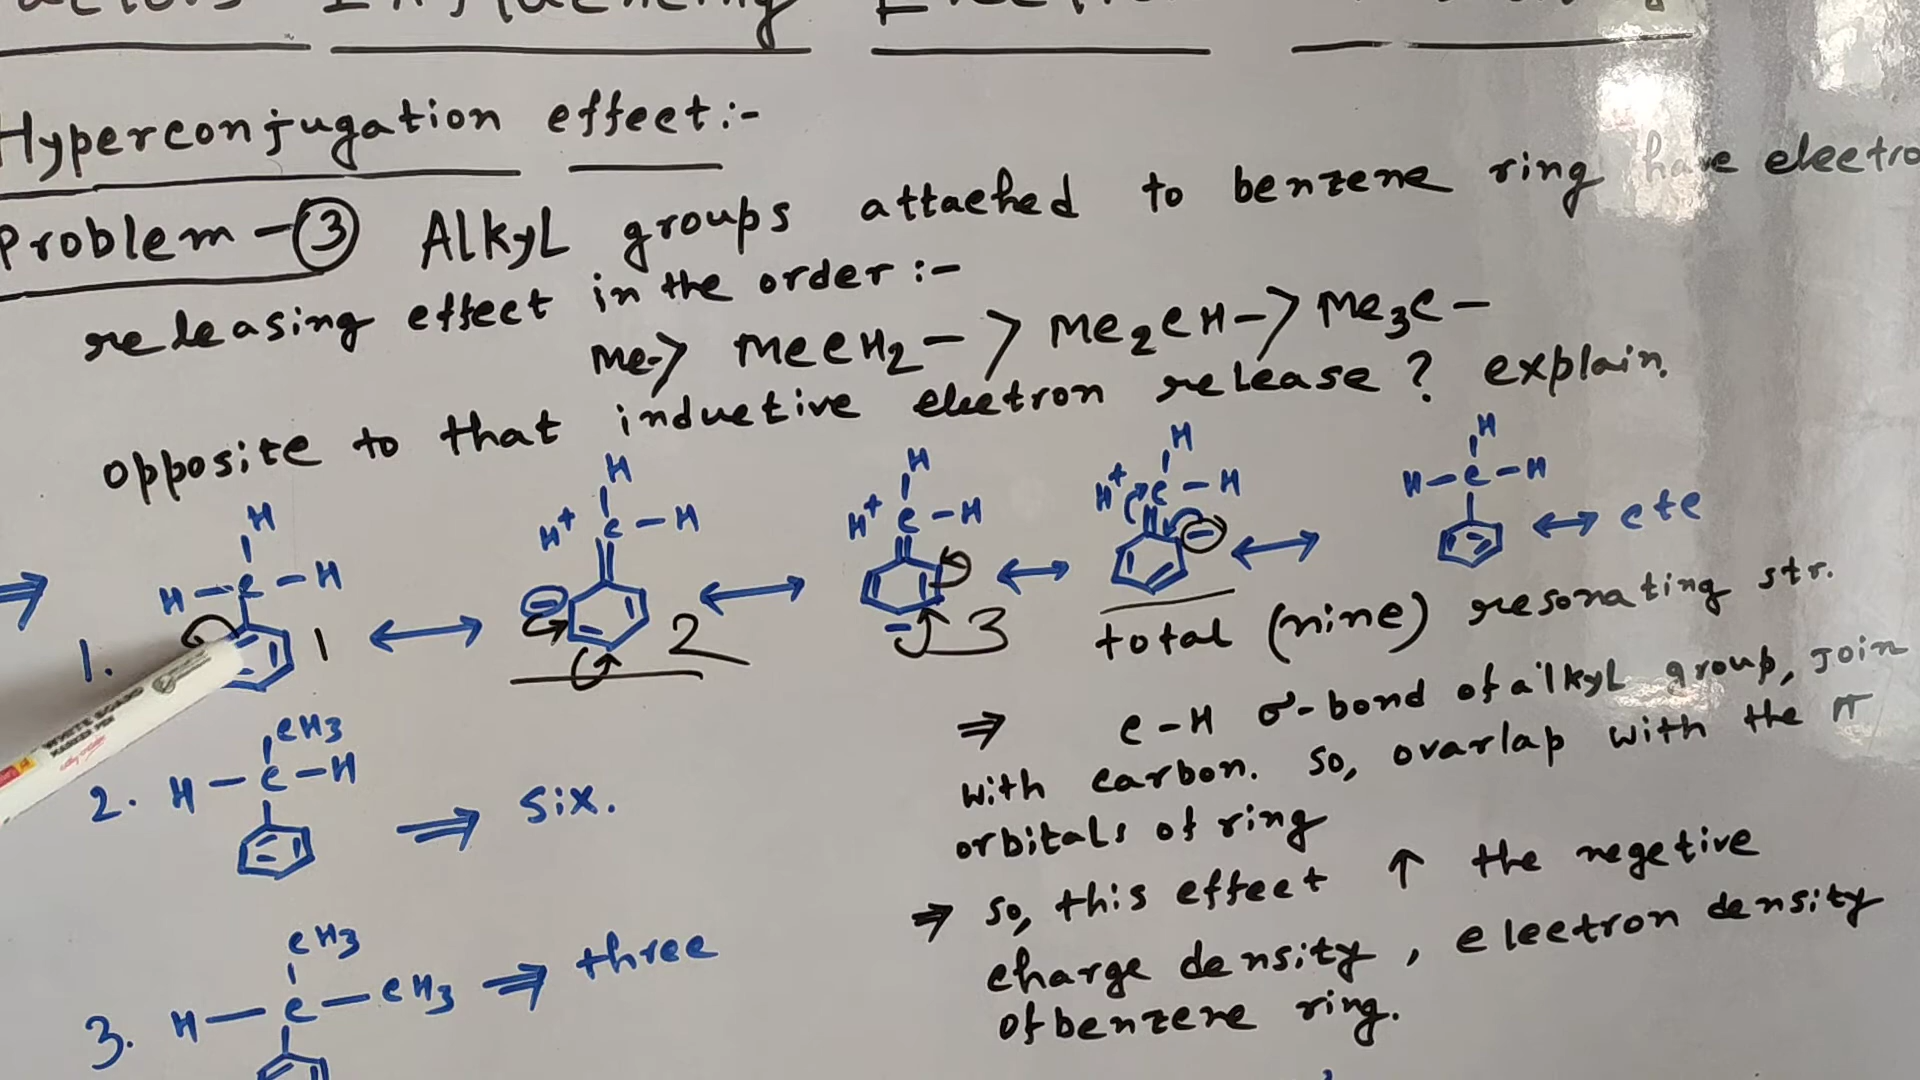 Hyperconjugation effect:-
Problem-③ Alkyl groups attached to benzene ring have electro
releasing effect in the order :-
Me-> MeCH2- > Me2CH-> Me3C-
opposite to that inductive electron release? explain.
H H H H H
H-C-H H+ C-H H+ C-H H+ C-H H-C-H ↔ etc
1. 1 ↔ ⊖ 2 ↔ - 3 ↔ ⊖ ↔
total (nine) resonating str.
⇒ C-H σ-bond of alkyl group, join
with carbon. so, ovarlap with the π
orbitals of ring
⇒ so, this effect ↑ the negetive
charge density, electron density
of benzene ring.
CH3
2. H-C-H ⇒ six.
CH3
3. H-C-CH3 ⇒ three